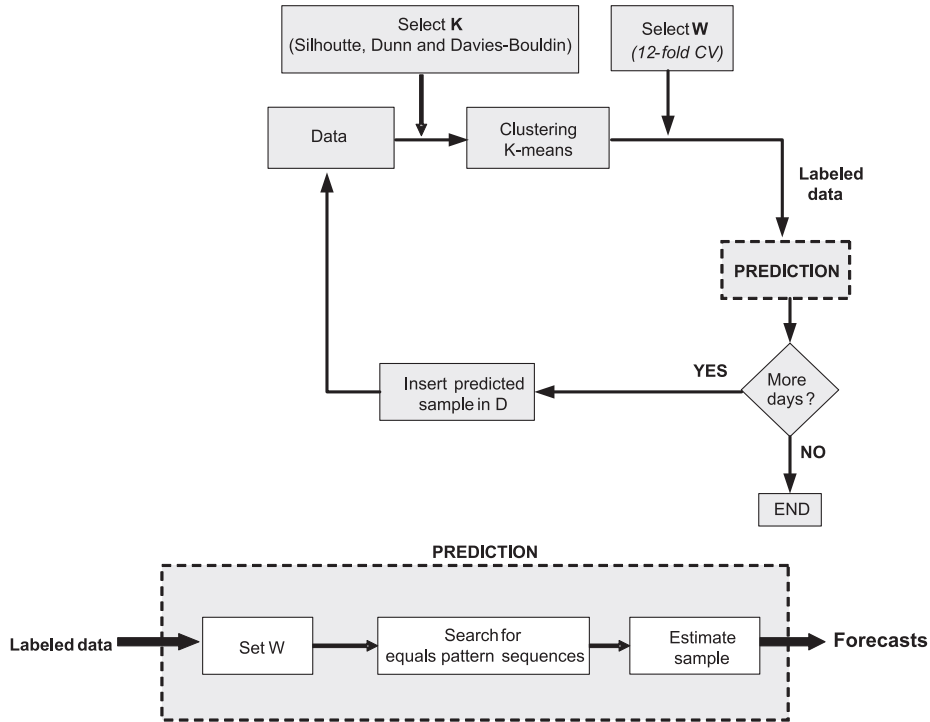 Select K
(Silhoutte, Dunn and Davies-Bouldin)
Select W
(12-fold CV)
Data
Clustering
K-means
Labeled
data
PREDICTION
More
days?
YES
Insert predicted
sample in D
NO
END
PREDICTION
Labeled data
Set W
Search for
equals pattern sequences
Estimate
sample
Forecasts